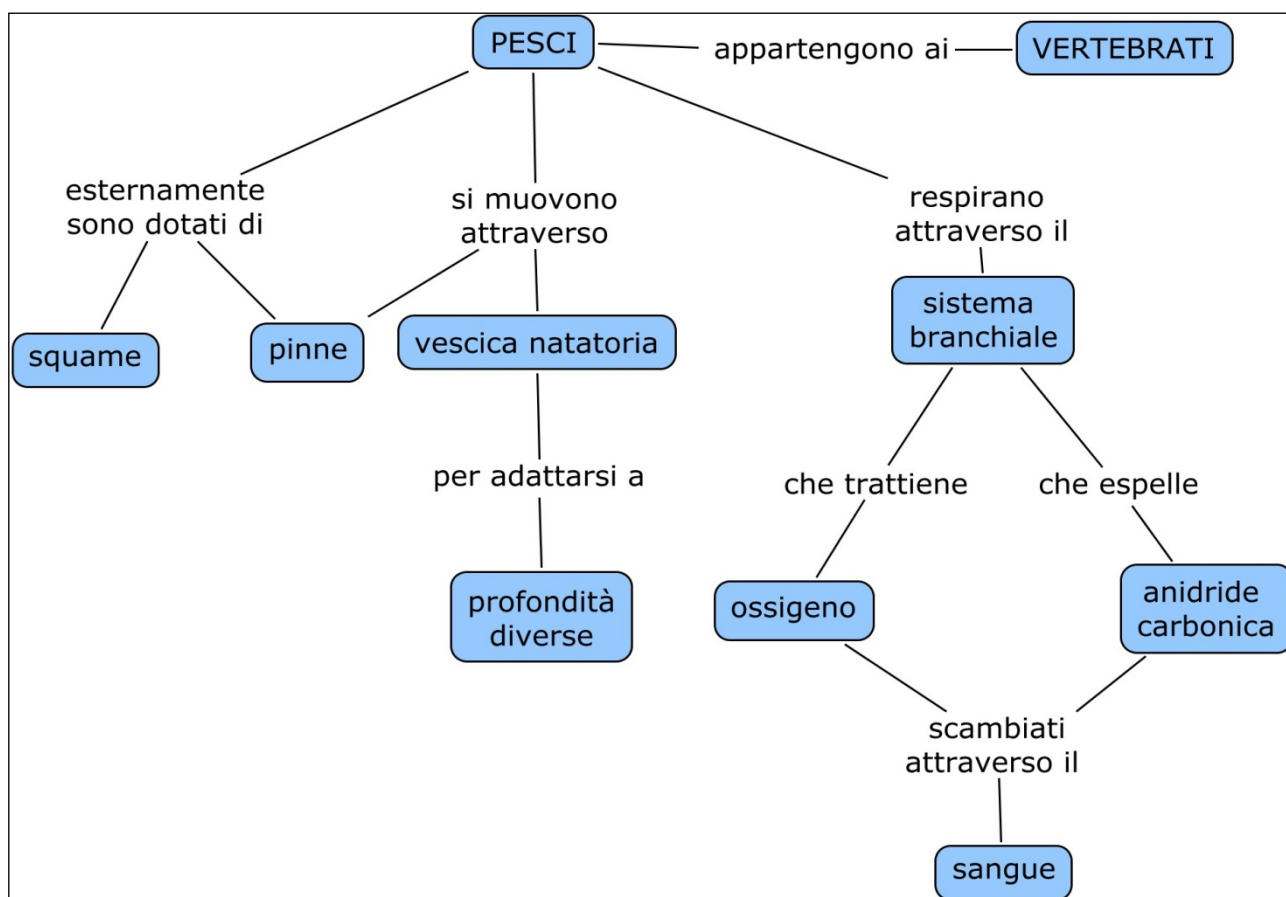 PESCI
appartengono ai
VERTEBRATI
esternamente
sono dotati di
si muovono
attraverso
respirano
attraverso il
squame
pinne
vescica natatoria
sistema
branchiale
per adattarsi a
che trattiene
che espelle
profondità
diverse
ossigeno
anidride
carbonica
scambiati
attraverso il
sangue